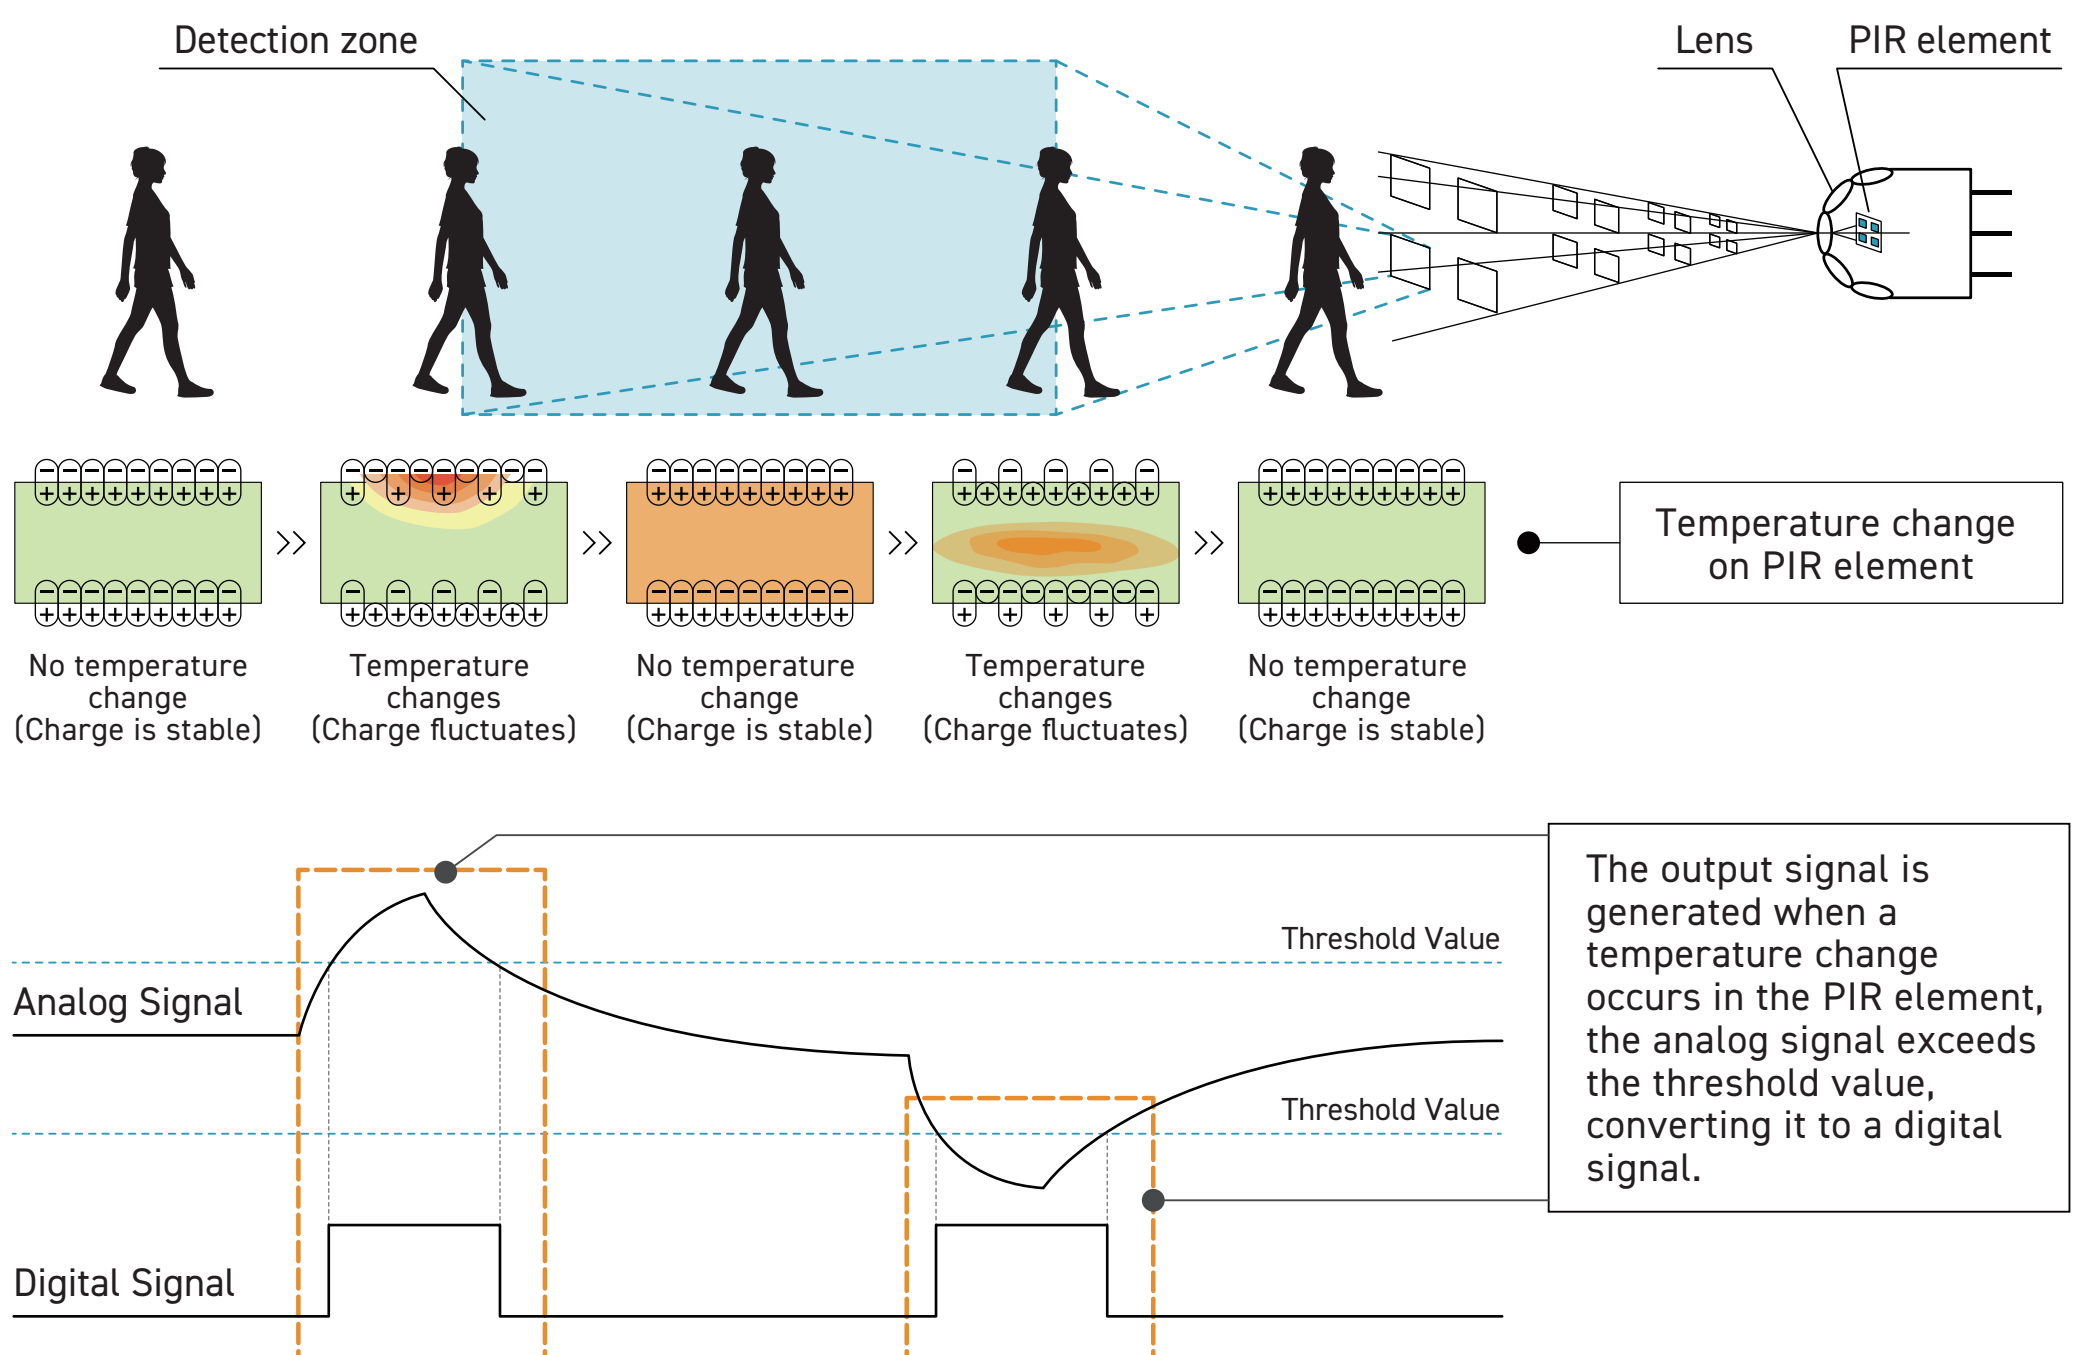 Detection zone
Lens
PIR element
Temperature change
on PIR element
No temperature
change
(Charge is stable)
Temperature
changes
(Charge fluctuates)
No temperature
change
(Charge is stable)
Temperature
changes
(Charge fluctuates)
No temperature
change
(Charge is stable)
The output signal is
generated when a
temperature change
occurs in the PIR element,
the analog signal exceeds
the threshold value,
converting it to a digital
signal.
Threshold Value
Analog Signal
Threshold Value
Digital Signal